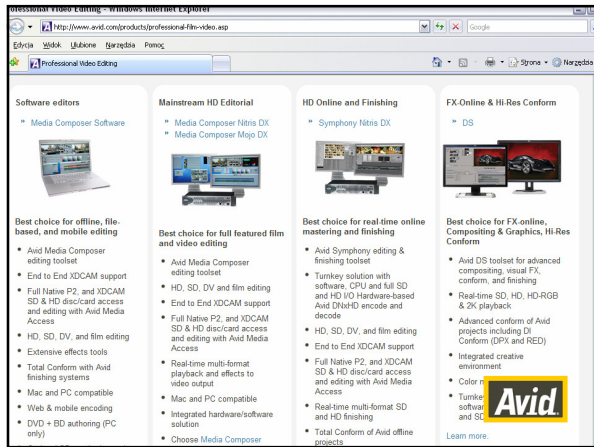 Professional Video Editing - Windows Internet Explorer
http://www.avid.com/products/professional-film-video.asp
Google
Edycja Widok Ulubione Narzędzia Pomoc
Professional Video Editing
Strona
Narzędzia
Software editors
» Media Composer Software
Best choice for offline, file-
based, and mobile editing
• Avid Media Composer
editing toolset
• End to End XDCAM support
• Full Native P2, and XDCAM
SD & HD disc/card access
and editing with Avid Media
Access
• HD, SD, DV, and film editing
• Extensive effects tools
• Total Conform with Avid
finishing systems
• Mac and PC compatible
• Web & mobile encoding
• DVD + BD authoring (PC
only)
Mainstream HD Editorial
» Media Composer Nitris DX
» Media Composer Mojo DX
Best choice for full featured film
and video editing
• Avid Media Composer
editing toolset
• HD, SD, DV and film editing
• End to End XDCAM support
• Full Native P2, and XDCAM
SD & HD disc/card access
and editing with Avid Media
Access
• Real-time multi-format
playback and effects to
video output
• Mac and PC compatible
• Integrated hardware/software
solution
• Choose Media Composer
HD Online and Finishing
» Symphony Nitris DX
Best choice for real-time online
mastering and finishing
• Avid Symphony editing &
finishing toolset
• Turnkey solution with
software, CPU and full SD
and HD I/O Hardware-based
Avid DNxHD encode and
decode
• HD, SD, DV, and film editing
• End to End XDCAM support
• Full Native P2, and XDCAM
SD & HD disc/card access
and editing with Avid Media
Access
• Real-time multi-format SD
and HD finishing
• Total Conform of Avid offline
projects
FX-Online & Hi-Res Conform
» DS
Best choice for FX-online,
Compositing & Graphics, Hi-Res
Conform
• Avid DS toolset for advanced
compositing, visual FX,
conform, and finishing
• Real-time SD, HD, HD-RGB
& 2K playback
• Advanced conform of Avid
projects including DI
Conform (DPX and RED)
• Integrated creative
environment
• Color
•
and
Learn more.
Avid